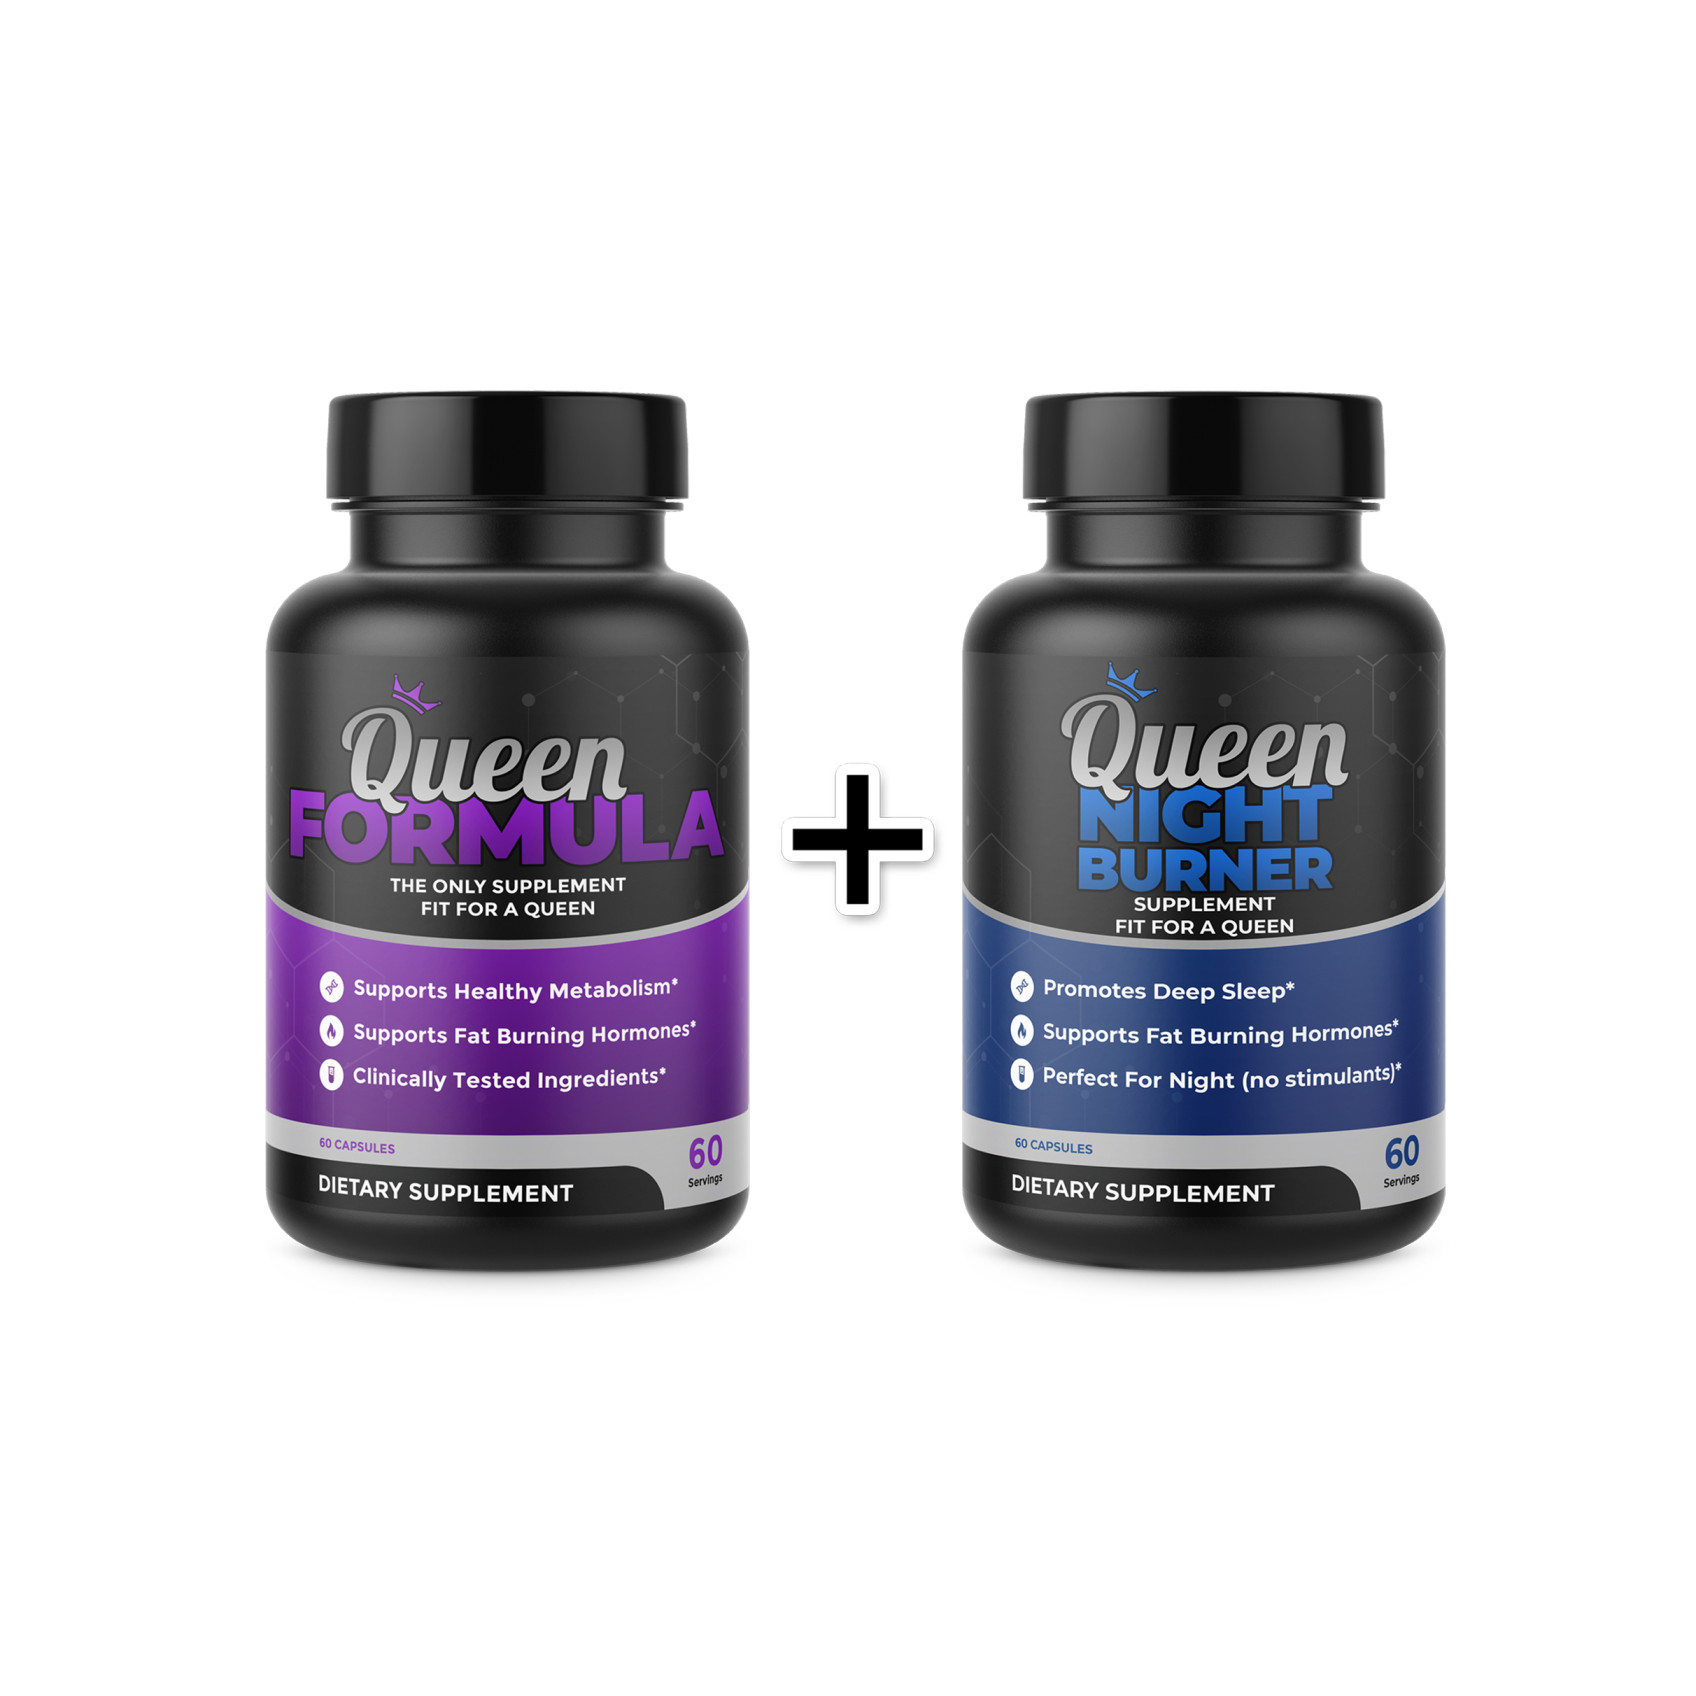 Queen
FORMULA
THE ONLY SUPPLEMENT
FIT FOR A QUEEN
Supports Healthy Metabolism*
Supports Fat Burning Hormones*
Clinically Tested Ingredients*
60 CAPSULES
60
Servings
DIETARY SUPPLEMENT
+
Queen
NIGHT
BURNER
SUPPLEMENT
FIT FOR A QUEEN
Promotes Deep Sleep*
Supports Fat Burning Hormones*
Perfect For Night (no stimulants)*
60 CAPSULES
60
Servings
DIETARY SUPPLEMENT